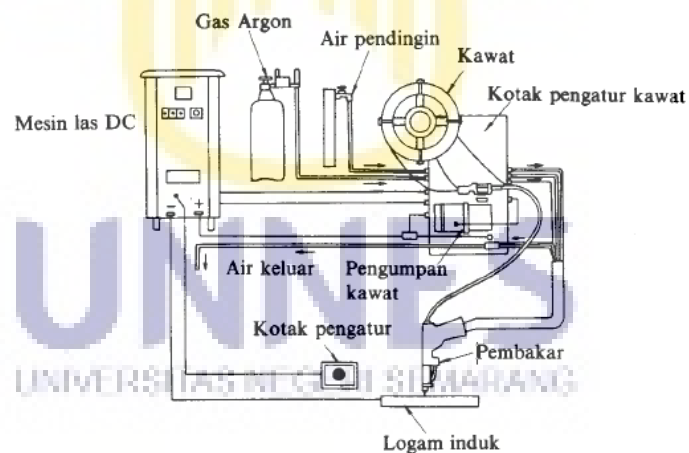 Gas Argon
Air pendingin
Kawat
Kotak pengatur kawat
Mesin las DC
- +
Air keluar
Pengumpan
kawat
Kotak pengatur
Pembakar
Logam induk
UNNES
UNIVERSITAS NEGERI SEMARANG